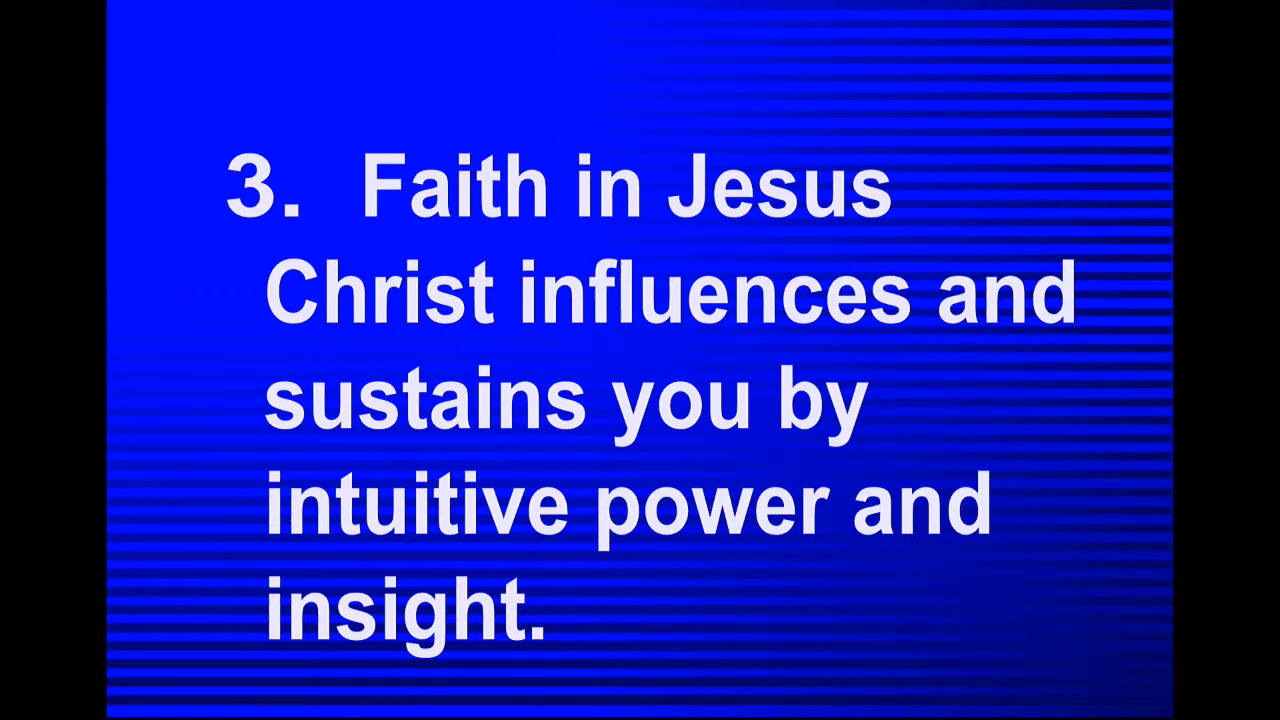 3. Faith in Jesus
Christ influences and
sustains you by
intuitive power and
insight.